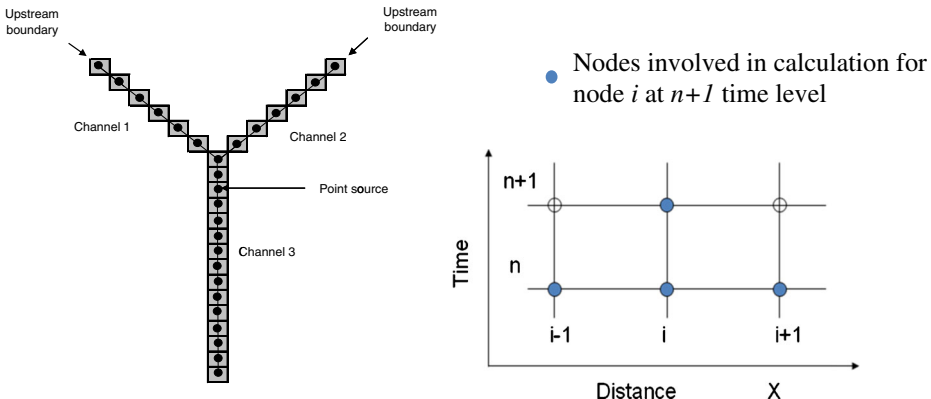 Upstream
boundary
Upstream
boundary
Channel 1
Channel 2
Point source
Channel 3
Nodes involved in calculation for
node i at n+1 time level
n+1
n
Time
i-1
i
i+1
Distance
X